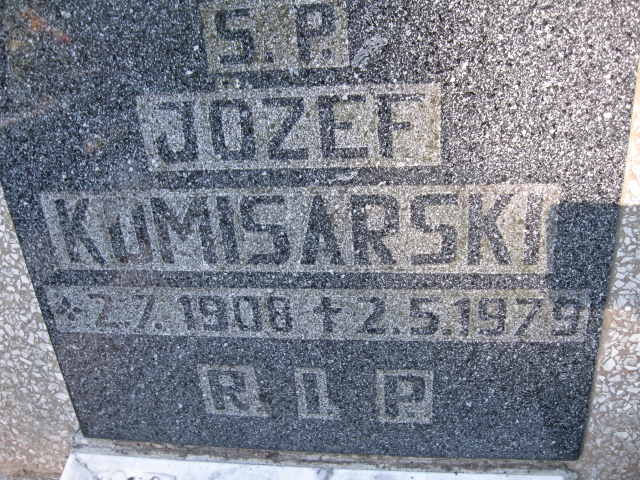 S.P.
JOZEF
KOMISARSKI
* 2.7.1908 † 2.5.1979
R. I. P